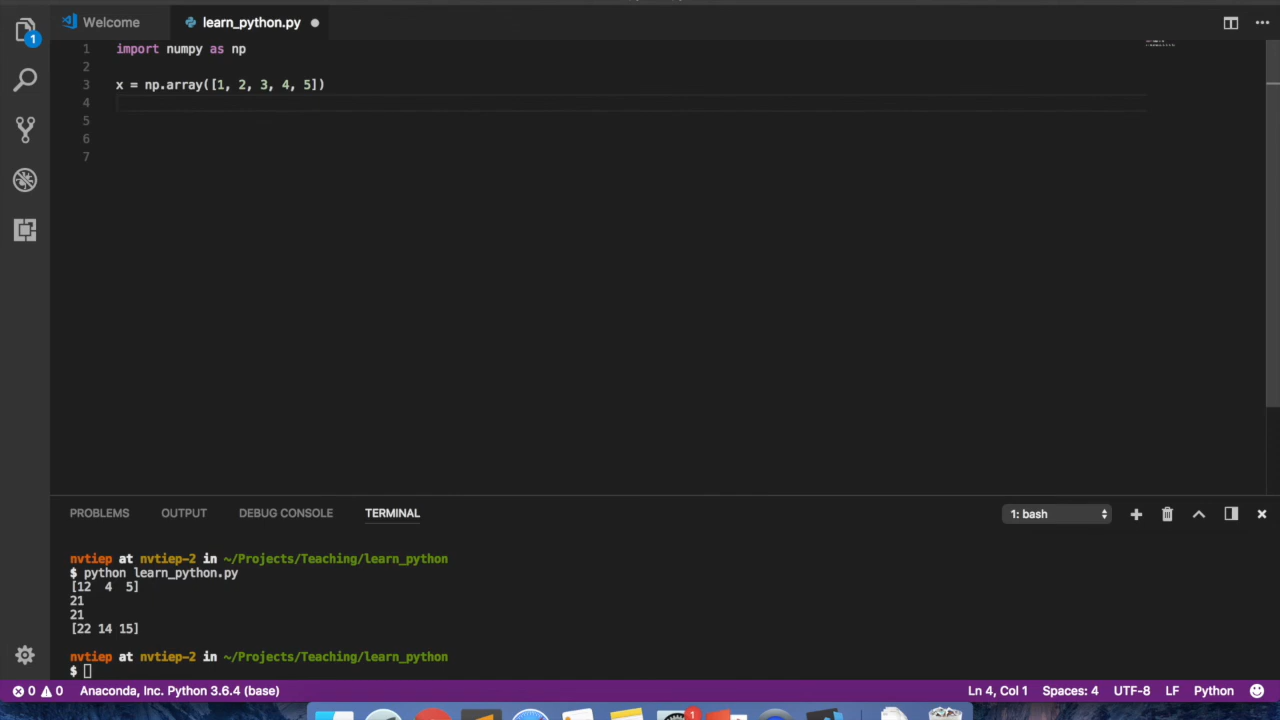 Welcome
learn_python.py
1
1 import numpy as np
2
3 x = np.array([1, 2, 3, 4, 5])
4
5
6
7
PROBLEMS OUTPUT DEBUG CONSOLE TERMINAL
1: bash
nvtiep at nvtiep-2 in ~/Projects/Teaching/learn_python
$ python learn_python.py
[12  4  5]
21
21
[22 14 15]
nvtiep at nvtiep-2 in ~/Projects/Teaching/learn_python
$
0 0 Anaconda, Inc. Python 3.6.4 (base) Ln 4, Col 1 Spaces: 4 UTF-8 LF Python
1